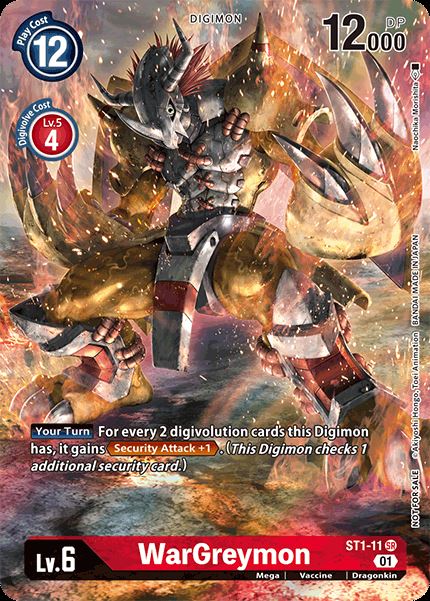 DIGIMON
Play Cost
12
12000 DP
Digivolve Cost
Lv.5
4
Naochika Morishita
Your Turn For every 2 digivolution cards this Digimon
has, it gains Security Attack +1. (This Digimon checks 1
additional security card.)
©Akiyoshi Hongo, Toei Animation BANDAI MADE IN JAPAN
NOT FOR SALE
Lv.6
WarGreymon
ST1-11 SR
01
Mega | Vaccine | Dragonkin